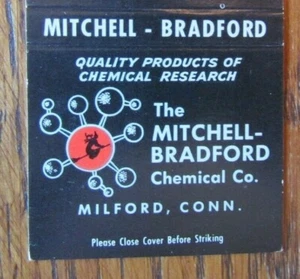 MITCHELL - BRADFORD
QUALITY PRODUCTS OF
CHEMICAL RESEARCH
The
MITCHELL-
BRADFORD
Chemical Co.
MILFORD, CONN.
Please Close Cover Before Striking